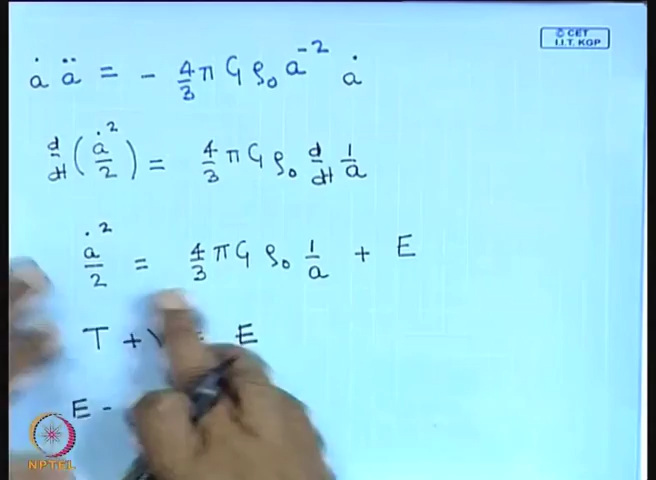 © CET
I.I.T. KGP
ȧ ä = - 4/3 π G ρ₀ a⁻² ȧ
d/dt (ȧ²/2) = 4/3 π G ρ₀ d/dt 1/a
ȧ²/2 = 4/3 π G ρ₀ 1/a + E
T + E
E -
NPTEL